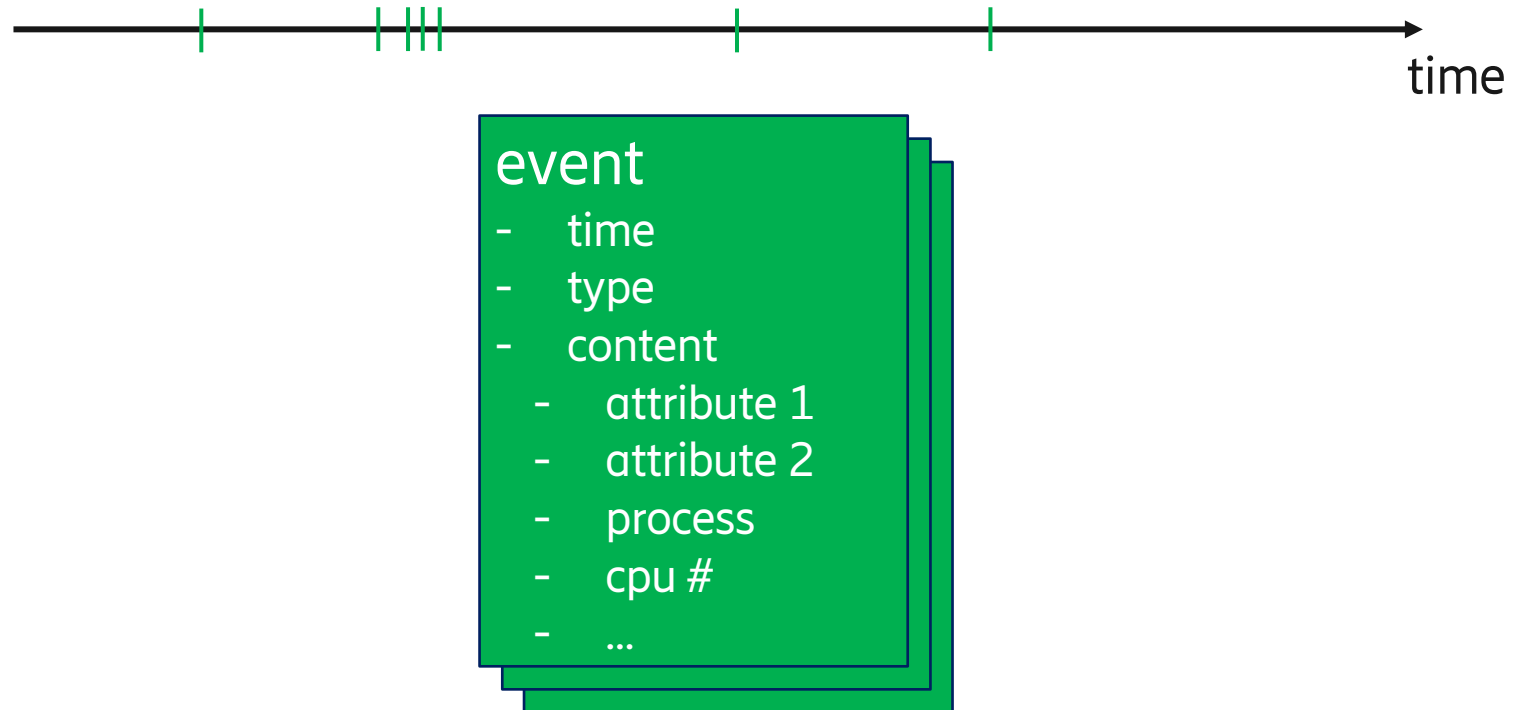 time
event
- time
- type
- content
- attribute 1
- attribute 2
- process
- cpu #
- ...